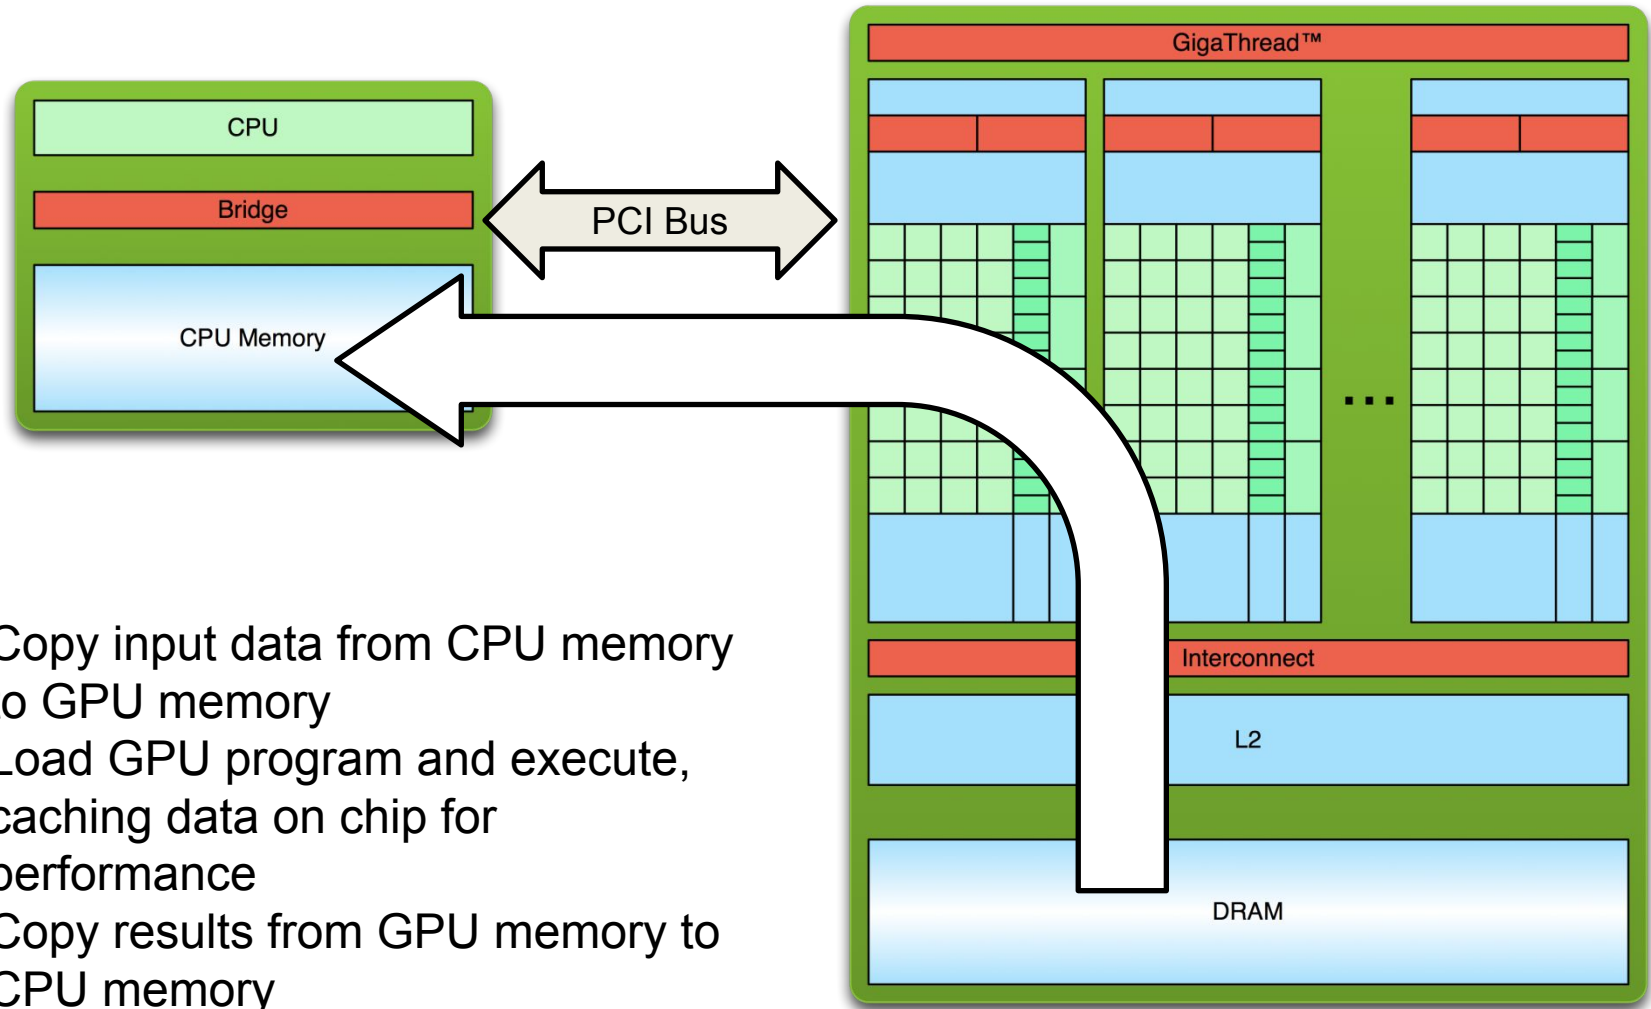 GigaThread™
CPU
Bridge
PCI Bus
CPU Memory
...
Copy input data from CPU memory
to GPU memory
Load GPU program and execute,
caching data on chip for
performance
Copy results from GPU memory to
CPU memory
Interconnect
L2
DRAM